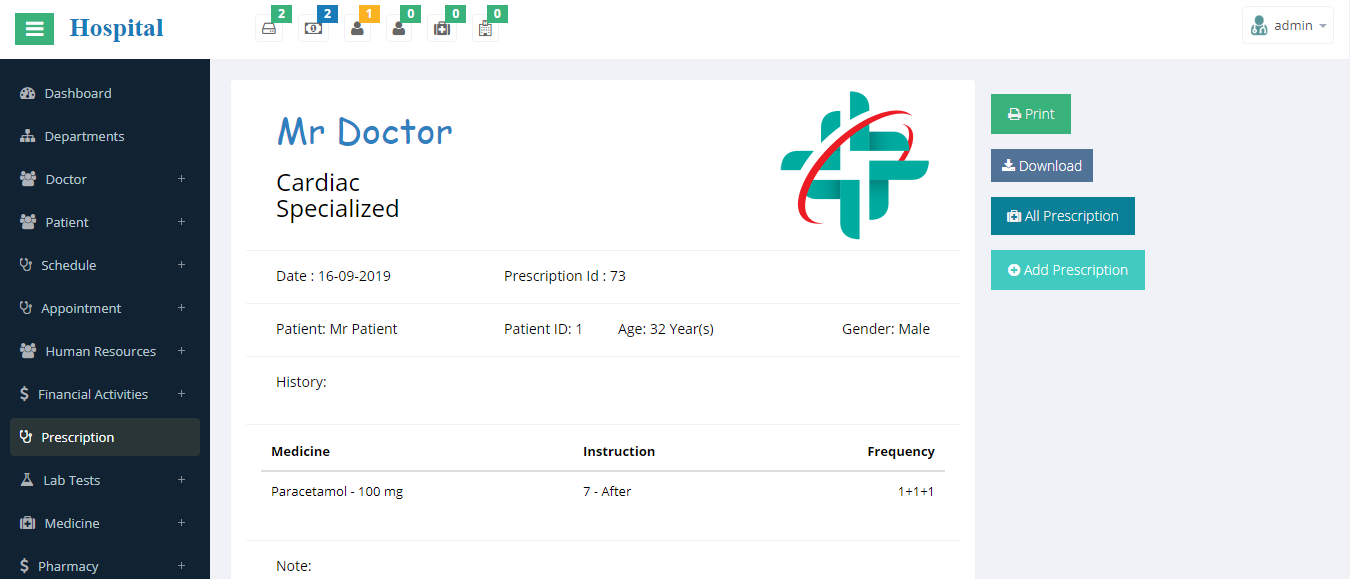 Hospital
2 2 1 0 0 0
admin
Dashboard
Departments
Doctor +
Patient +
Schedule +
Appointment +
Human Resources +
$ Financial Activities +
Prescription
Lab Tests +
Medicine +
$ Pharmacy +
Mr Doctor
Cardiac
Specialized
Date : 16-09-2019 Prescription Id : 73
Patient: Mr Patient Patient ID: 1 Age: 32 Year(s) Gender: Male
History:
Medicine Instruction Frequency
Paracetamol - 100 mg 7 - After 1+1+1
Note:
Print
Download
All Prescription
Add Prescription